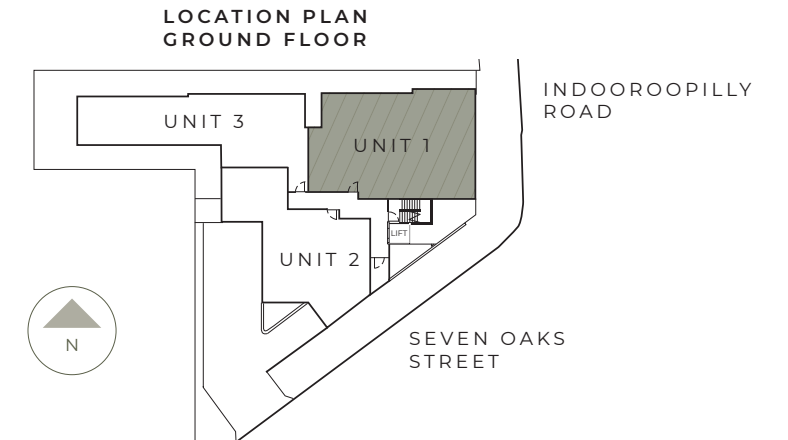 LOCATION PLAN
GROUND FLOOR
INDOOROOPILLY
ROAD
UNIT 3
UNIT 1
LIFT
UNIT 2
N
SEVEN OAKS
STREET